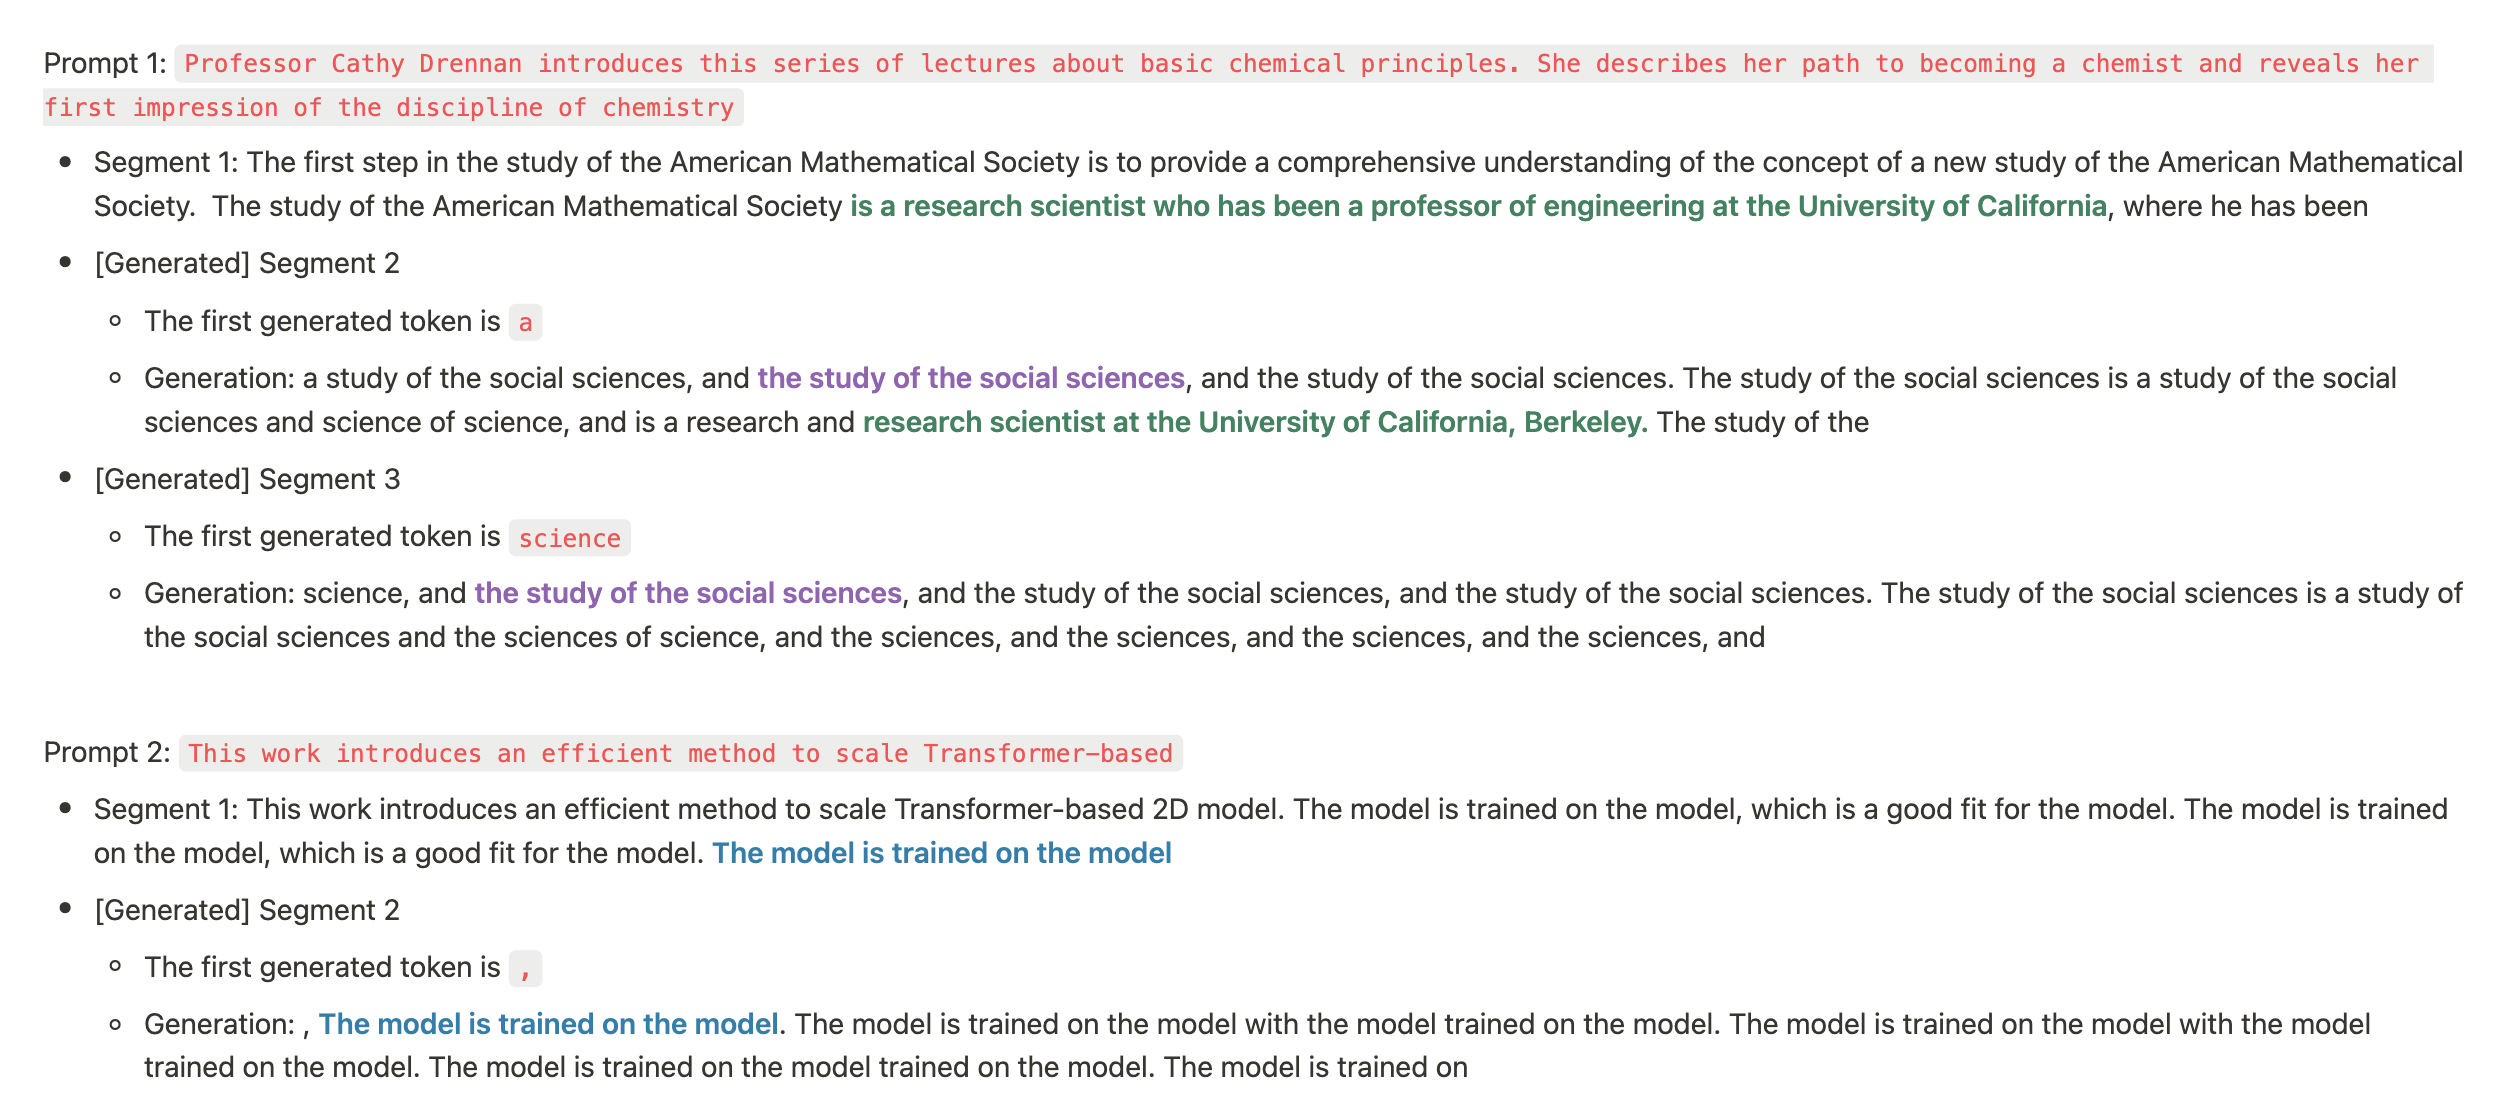 Prompt 1: Professor Cathy Drennan introduces this series of lectures about basic chemical principles. She describes her path to becoming a chemist and reveals her
first impression of the discipline of chemistry
• Segment 1: The first step in the study of the American Mathematical Society is to provide a comprehensive understanding of the concept of a new study of the American Mathematical
Society.  The study of the American Mathematical Society is a research scientist who has been a professor of engineering at the University of California, where he has been
• [Generated] Segment 2
◦ The first generated token is a
◦ Generation: a study of the social sciences, and the study of the social sciences, and the study of the social sciences. The study of the social sciences is a study of the social
sciences and science of science, and is a research and research scientist at the University of California, Berkeley. The study of the
• [Generated] Segment 3
◦ The first generated token is science
◦ Generation: science, and the study of the social sciences, and the study of the social sciences, and the study of the social sciences. The study of the social sciences is a study of
the social sciences and the sciences of science, and the sciences, and the sciences, and the sciences, and the sciences, and
Prompt 2: This work introduces an efficient method to scale Transformer-based
• Segment 1: This work introduces an efficient method to scale Transformer-based 2D model. The model is trained on the model, which is a good fit for the model. The model is trained
on the model, which is a good fit for the model. The model is trained on the model
• [Generated] Segment 2
◦ The first generated token is ,
◦ Generation: , The model is trained on the model. The model is trained on the model with the model trained on the model. The model is trained on the model with the model
trained on the model. The model is trained on the model trained on the model. The model is trained on